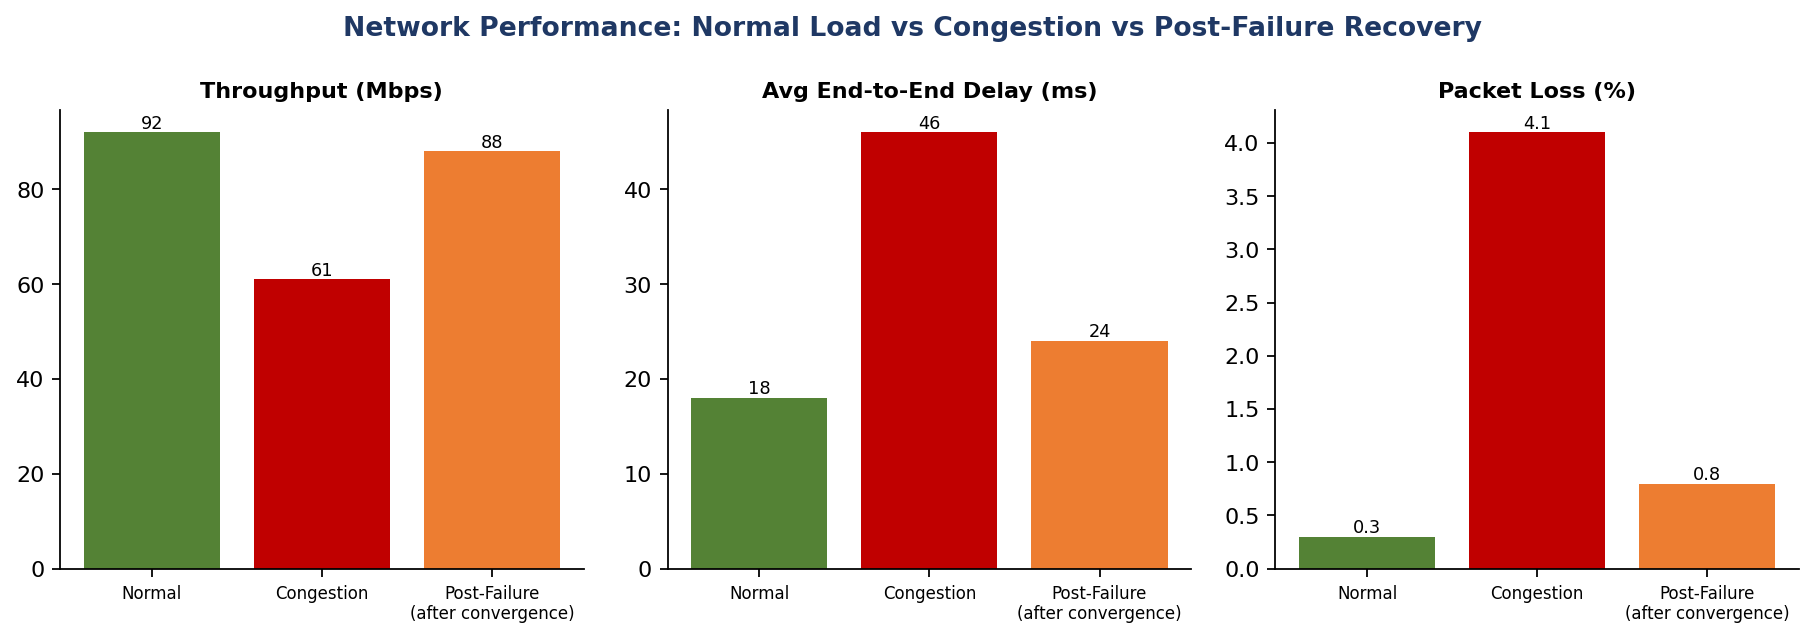 Network Performance: Normal Load vs Congestion vs Post-Failure Recovery
Throughput (Mbps)
92
88
61
80
60
40
20
0
Normal
Congestion
Post-Failure
(after convergence)
Avg End-to-End Delay (ms)
46
24
18
40
30
20
10
0
Normal
Congestion
Post-Failure
(after convergence)
Packet Loss (%)
4.1
0.8
0.3
4.0
3.5
3.0
2.5
2.0
1.5
1.0
0.5
0.0
Normal
Congestion
Post-Failure
(after convergence)